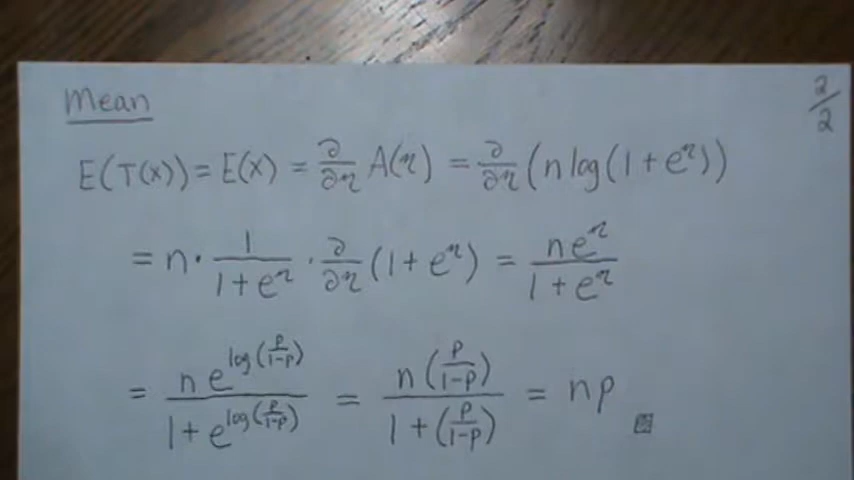 Mean
2/2
E(T(x)) = E(x) = ∂/∂η A(η) = ∂/∂η (n log(1 + e^η))
= n · 1/(1 + e^η) · ∂/∂η (1 + e^η) = ne^η/(1 + e^η)
= n e^(log(p/(1-p)))/(1 + e^(log(p/(1-p)))) = n(p/(1-p))/(1 + (p/(1-p))) = np